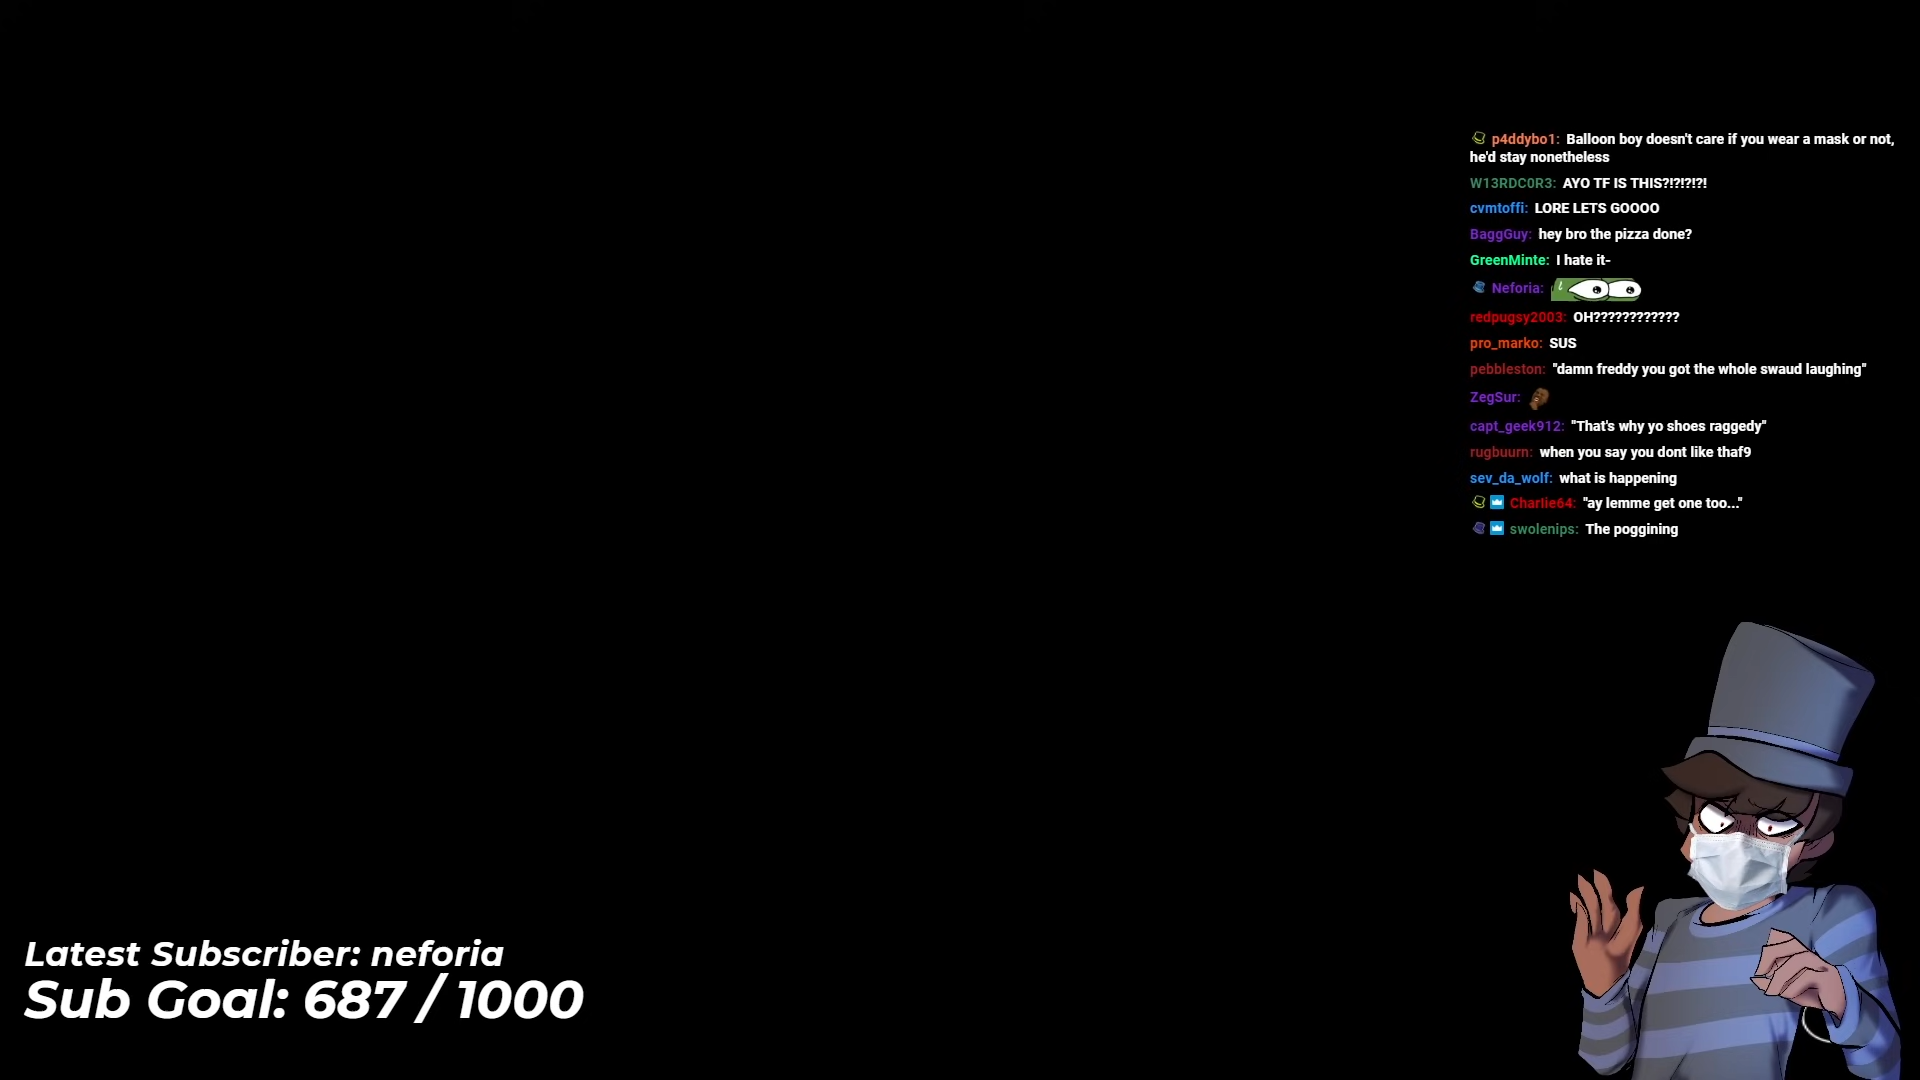 p4ddybo1: Balloon boy doesn't care if you wear a mask or not,
he'd stay nonetheless
W13RDC0R3: AYO TF IS THIS?!?!?!?!
cvmtoffi: LORE LETS GOOOO
BaggGuy: hey bro the pizza done?
GreenMinte: I hate it-
Neforia:
redpugsy2003: OH????????????
pro_marko: SUS
pebbleston: "damn freddy you got the whole swaud laughing"
ZegSur:
capt_geek912: "That's why yo shoes raggedy"
rugbuurn: when you say you dont like thaf9
sev_da_wolf: what is happening
Charlie64: "ay lemme get one too..."
swolenips: The poggining
Latest Subscriber: neforia
Sub Goal: 687 / 1000